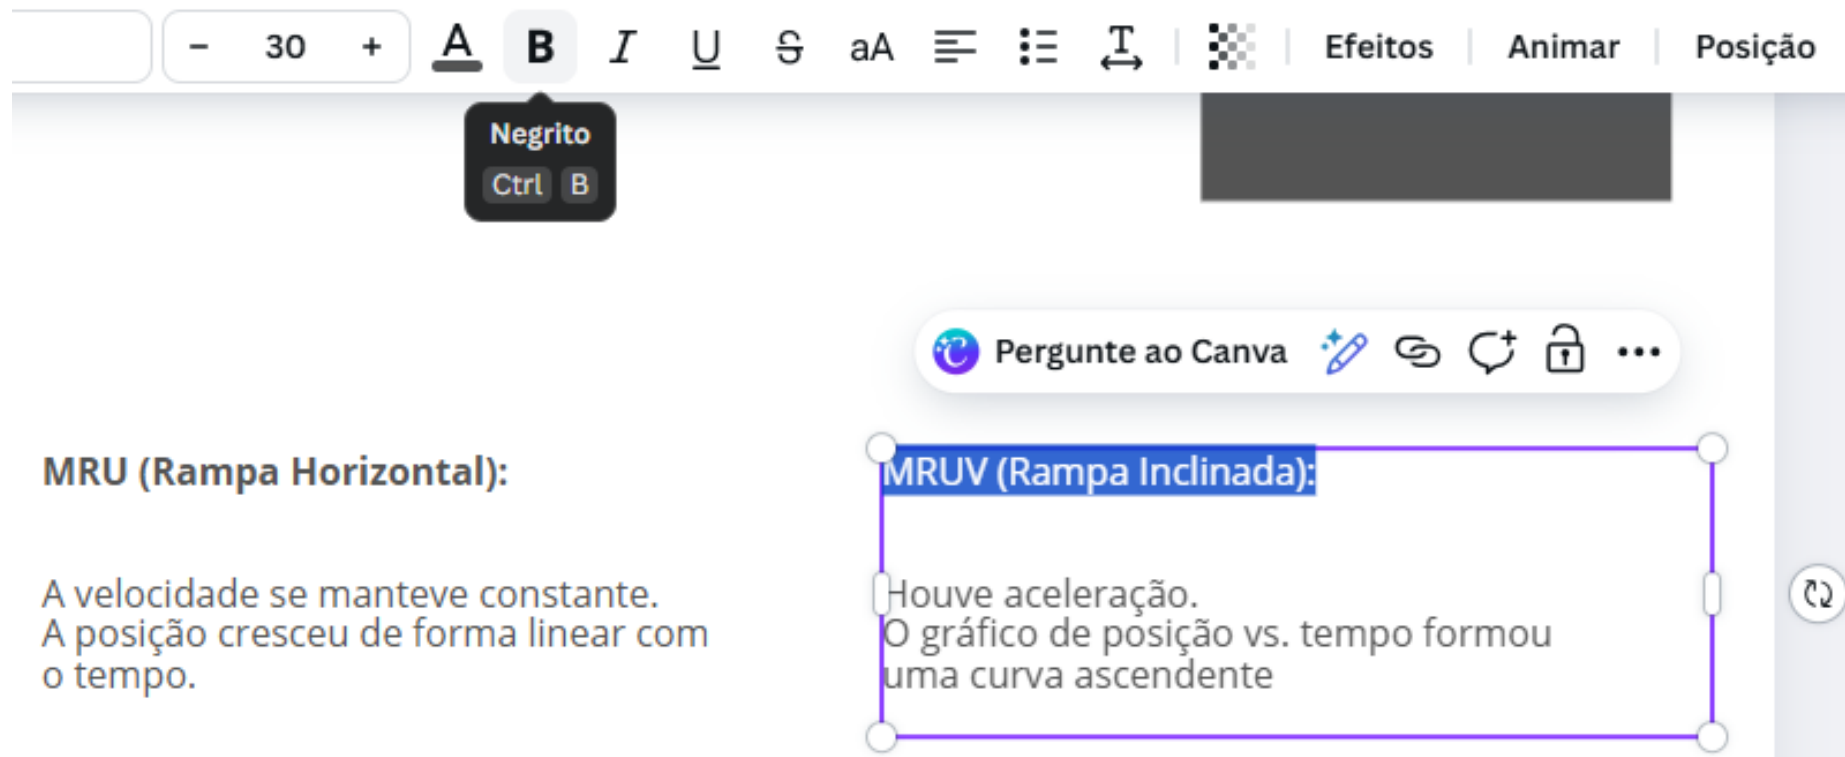 30 A B I U S aA T Efeitos Animar Posição
Negrito
Ctrl B
Pergunte ao Canva
MRU (Rampa Horizontal):
A velocidade se manteve constante.
A posição cresceu de forma linear com
o tempo.
MRUV (Rampa Inclinada):
Houve aceleração.
O gráfico de posição vs. tempo formou
uma curva ascendente